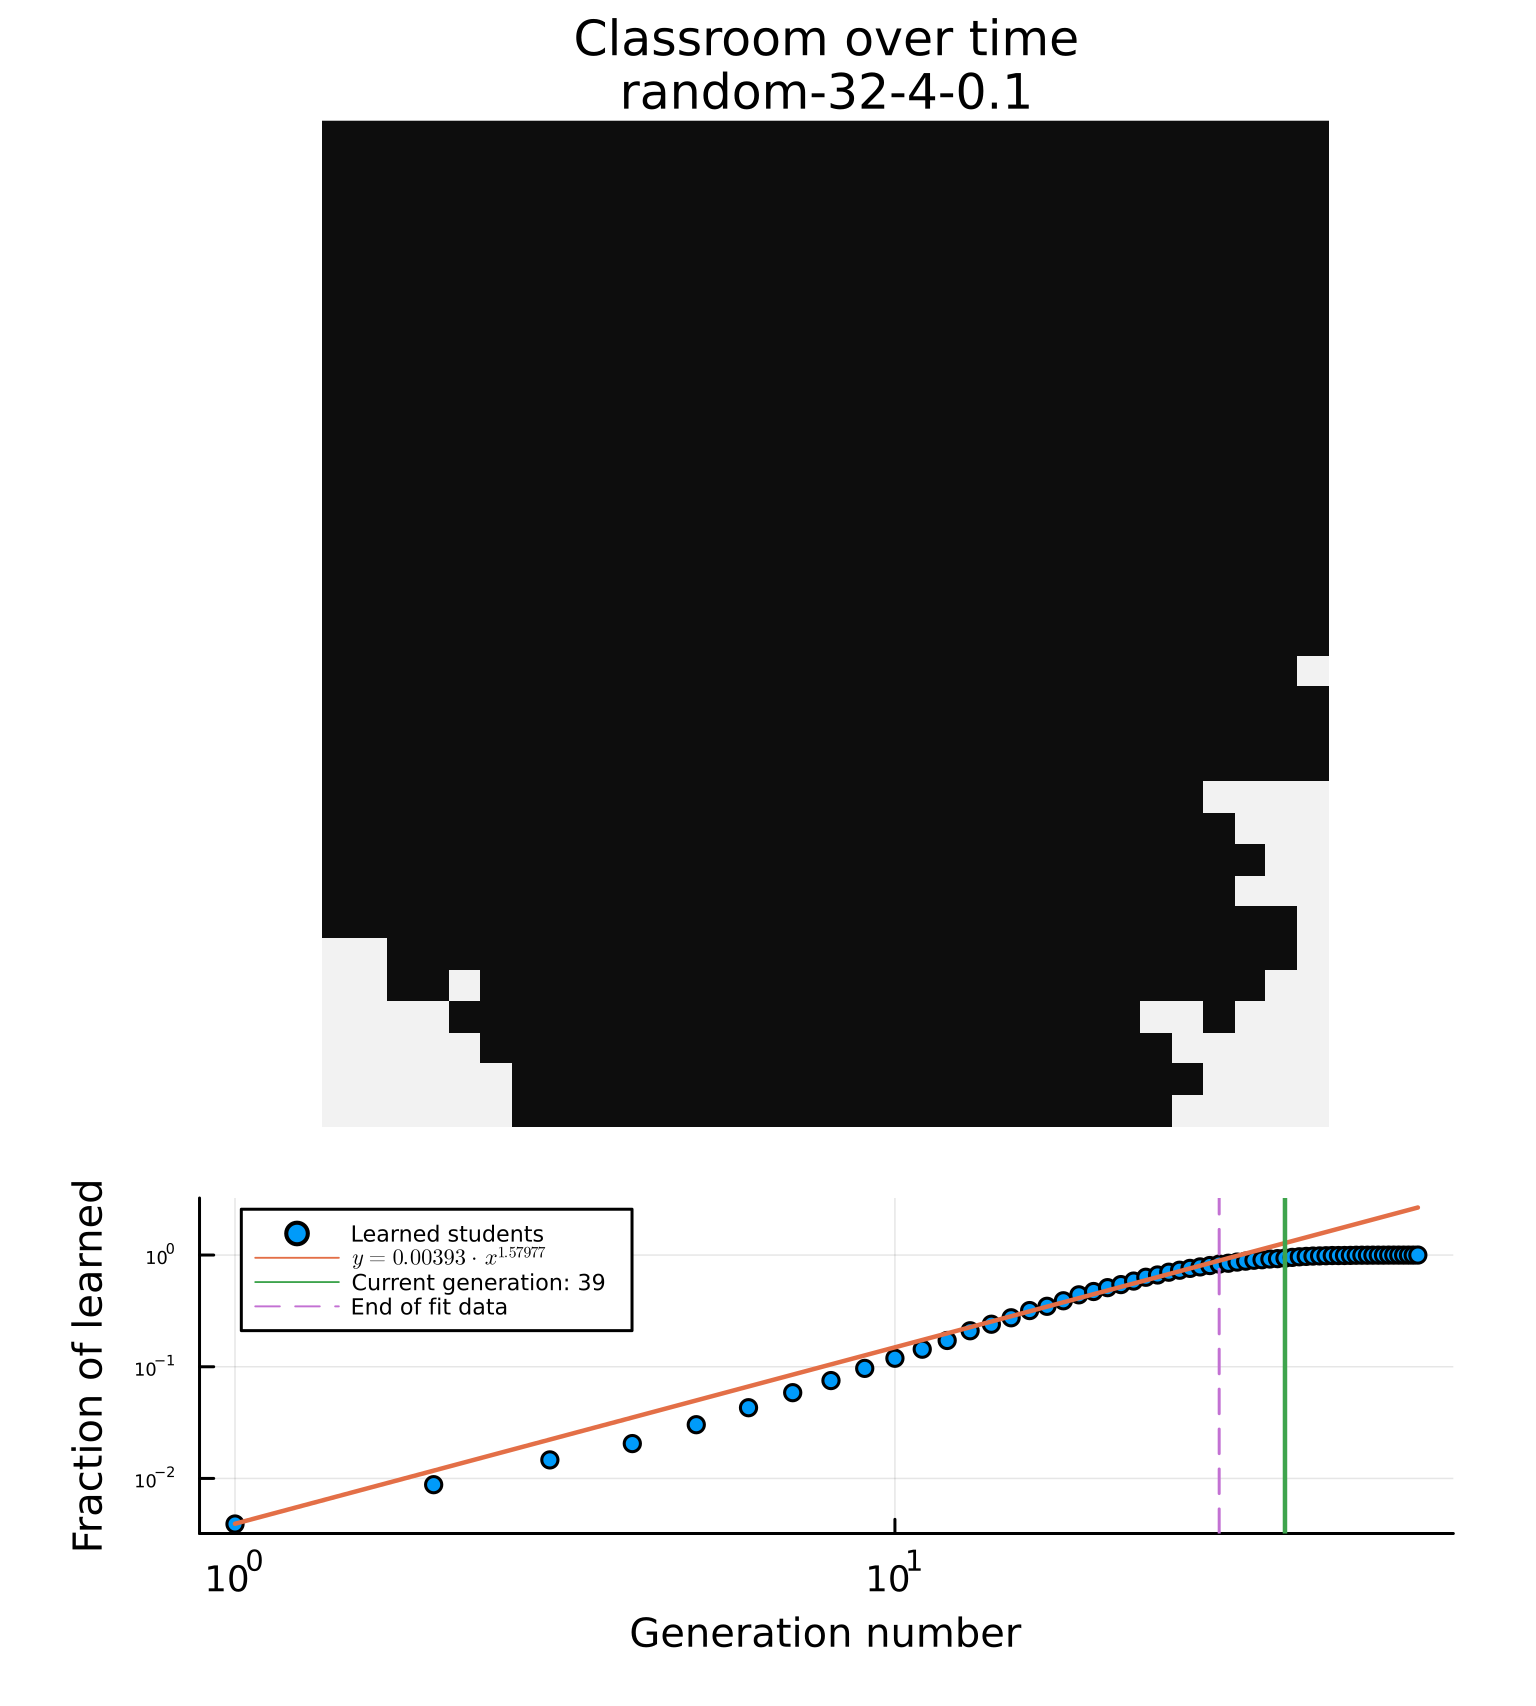 Classroom over time
random-32-4-0.1
Fraction of learned
10^0
10^-1
10^-2
Learned students
y = 0.00393 · x^1.57977
Current generation: 39
End of fit data
10^0
10^1
Generation number